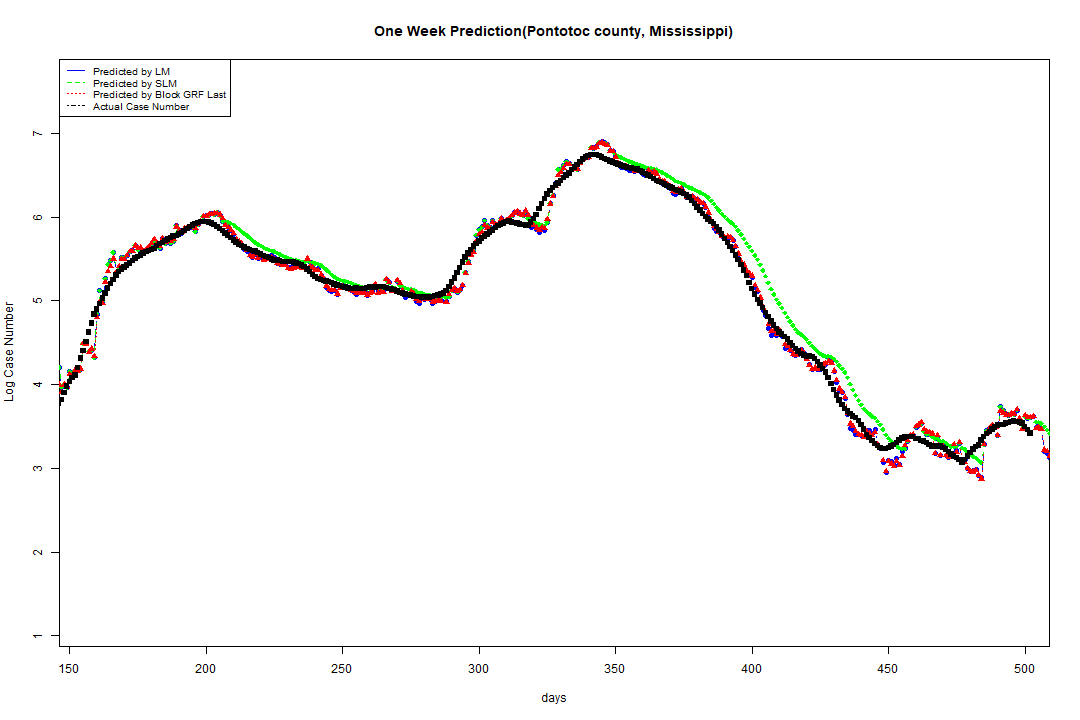 One Week Prediction(Pontotoc county, Mississippi)
Predicted by LM
Predicted by SLM
Predicted by Block GRF Last
Actual Case Number
Log Case Number
7
6
5
4
3
2
1
150 200 250 300 350 400 450 500
days